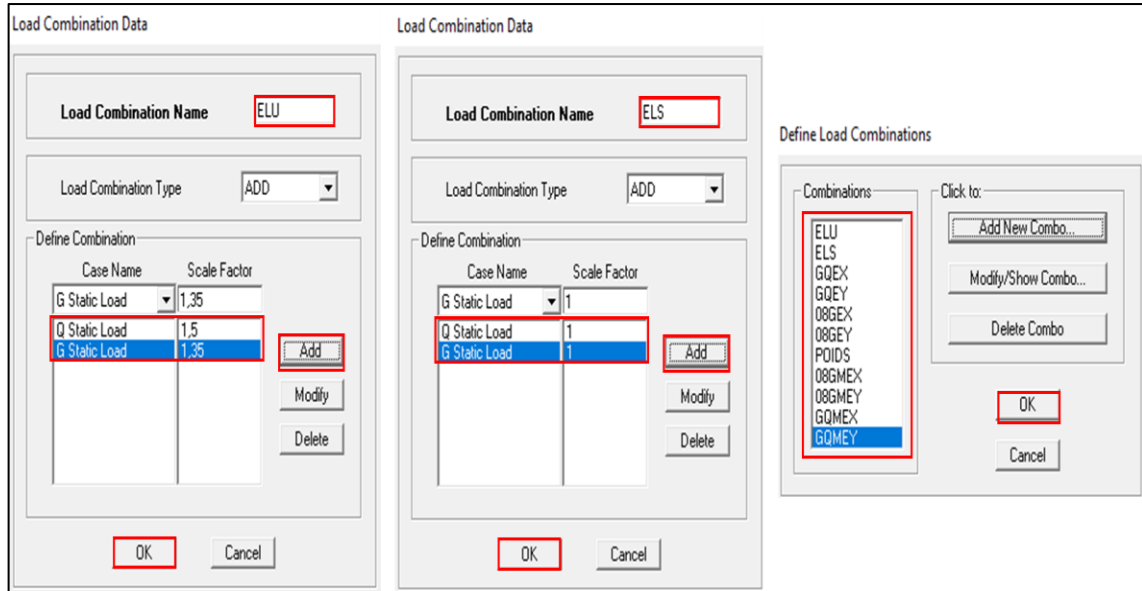 Load Combination Data
Load Combination Name ELU
Load Combination Type ADD
Define Combination
Case Name Scale Factor
G Static Load 1,35
Q Static Load 1,5
G Static Load 1,35
Add
Modify
Delete
OK Cancel
Load Combination Data
Load Combination Name ELS
Load Combination Type ADD
Define Combination
Case Name Scale Factor
G Static Load 1
Q Static Load 1
G Static Load 1
Add
Modify
Delete
OK Cancel
Define Load Combinations
Combinations
ELU
ELS
GQEX
GQEY
08GEX
08GEY
POIDS
08GMEX
08GMEY
GQMEX
GQMEY
Click to:
Add New Combo...
Modify/Show Combo...
Delete Combo
OK
Cancel